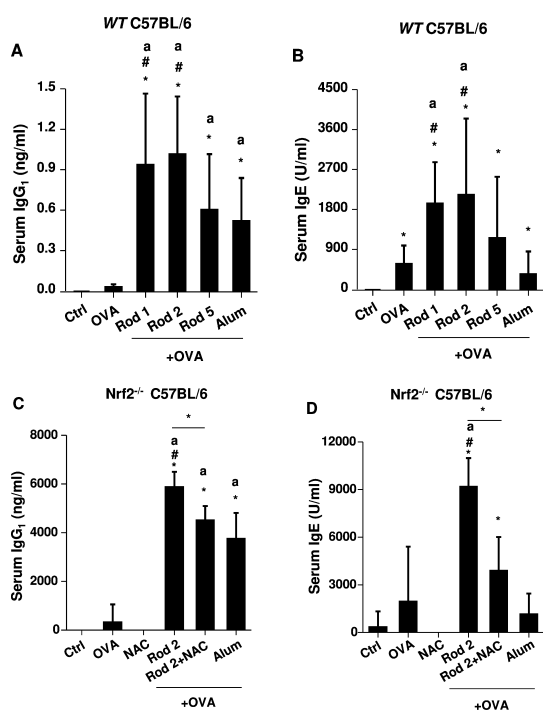 WT C57BL/6
A
a
#
*
a
#
*
a
*
a
*
Serum IgG₁ (ng/ml)
1.5
1.2
0.9
0.6
0.3
0.0
Ctrl OVA Rod 1 Rod 2 Rod 5 Alum
+OVA
WT C57BL/6
B
a
#
*
a
#
*
*
*
*
Serum IgE (U/ml)
4500
3600
2700
1800
900
0
Ctrl OVA Rod 1 Rod 2 Rod 5 Alum
+OVA
Nrf2⁻/⁻ C57BL/6
C
*
a
#
*
a
*
a
*
Serum IgG₁ (ng/ml)
8000
6000
4000
2000
0
Ctrl OVA NAC Rod 2 Rod 2+NAC Alum
+OVA
Nrf2⁻/⁻ C57BL/6
D
*
a
#
*
*
Serum IgE (U/ml)
12000
9000
6000
3000
0
Ctrl OVA NAC Rod 2 Rod 2+NAC Alum
+OVA